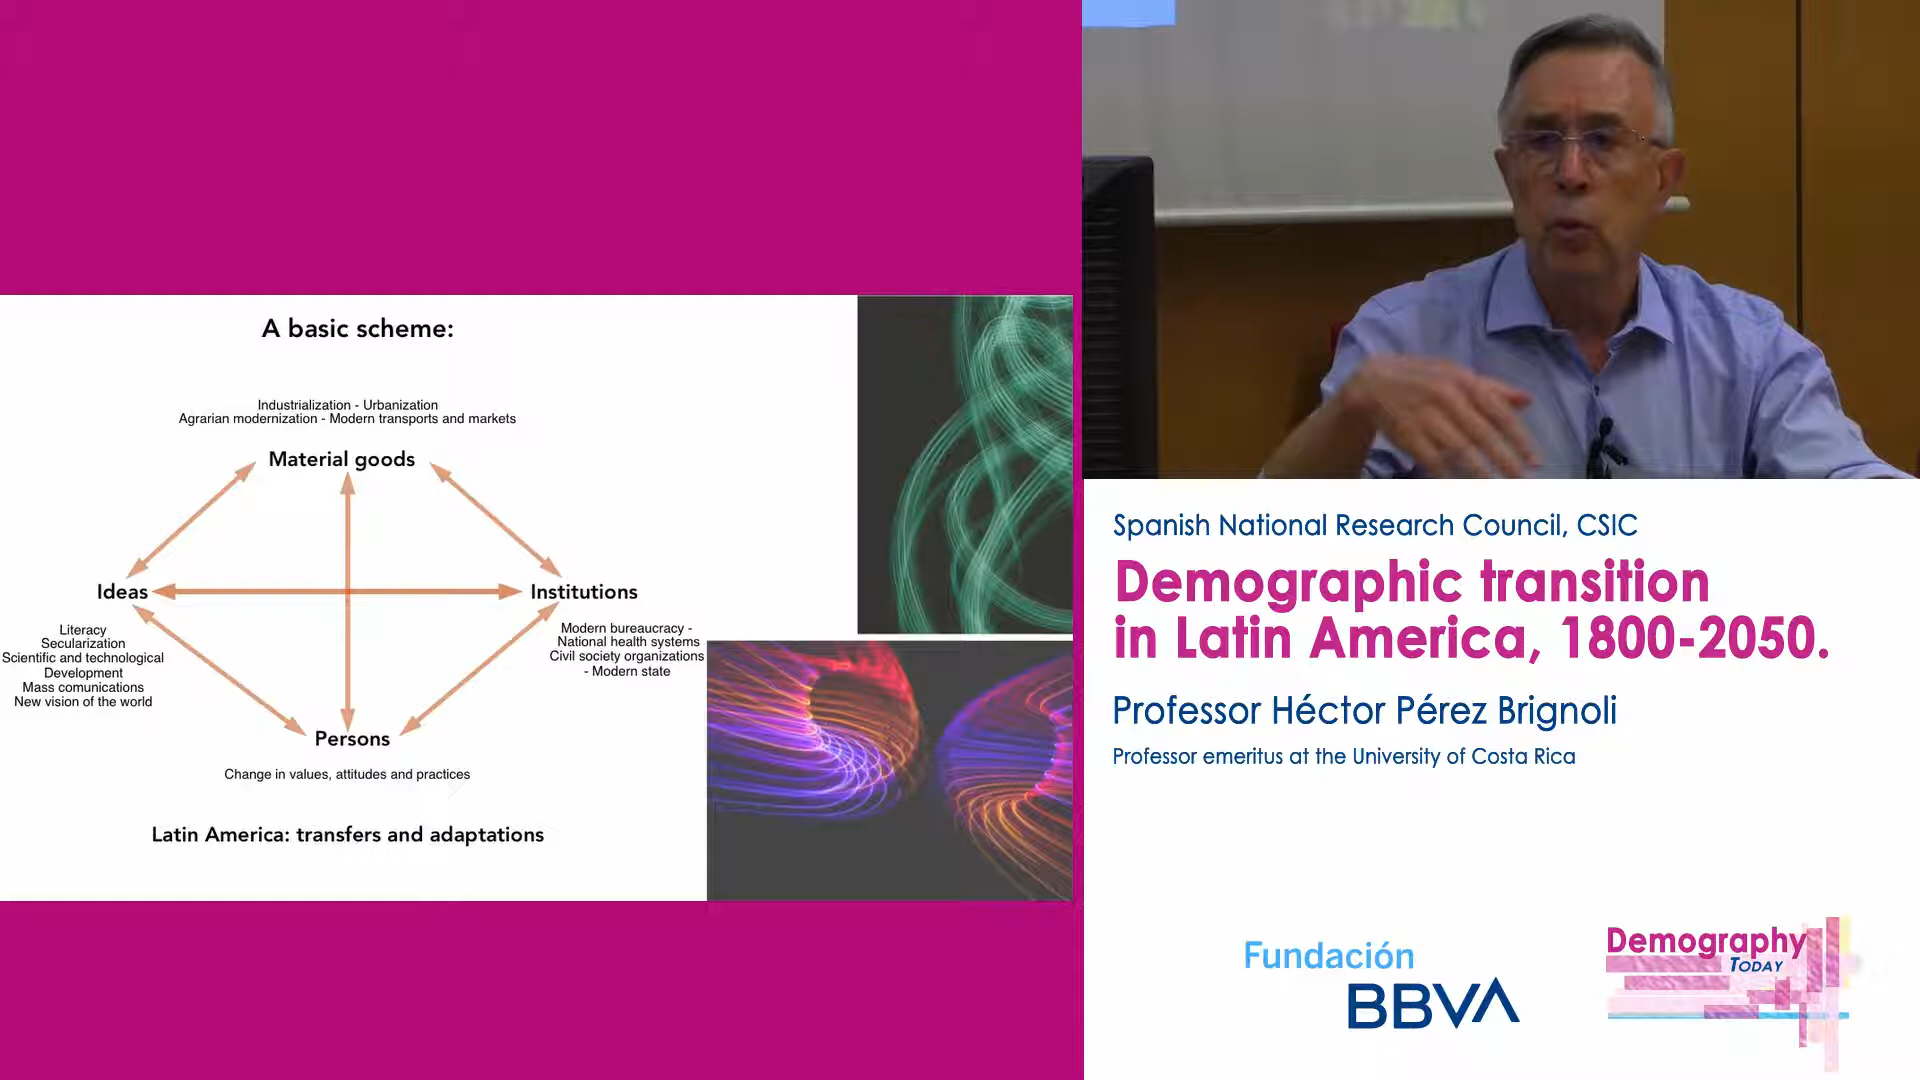 A basic scheme:
Industrialization - Urbanization
Agrarian modernization - Modern transports and markets
Material goods
Ideas
Institutions
Literacy
Secularization
Scientific and technological
Development
Mass comunications
New vision of the world
Modern bureaucracy -
National health systems
Civil society organizations
- Modern state
Persons
Change in values, attitudes and practices
Latin America: transfers and adaptations
Spanish National Research Council, CSIC
Demographic transition
in Latin America, 1800-2050.
Professor Héctor Pérez Brignoli
Professor emeritus at the University of Costa Rica
Fundación
BBVA
Demography
TODAY